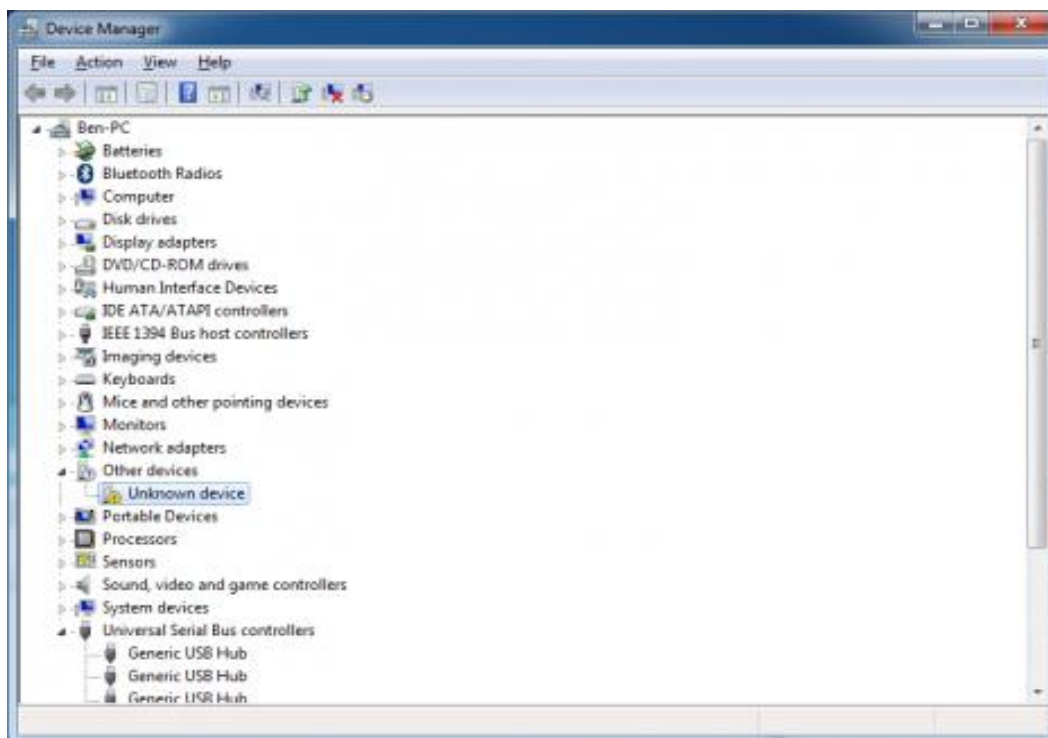 Device Manager
File Action View Help
Ben-PC
Batteries
Bluetooth Radios
Computer
Disk drives
Display adapters
DVD/CD-ROM drives
Human Interface Devices
IDE ATA/ATAPI controllers
IEEE 1394 Bus host controllers
Imaging devices
Keyboards
Mice and other pointing devices
Monitors
Network adapters
Other devices
Unknown device
Portable Devices
Processors
Sensors
Sound, video and game controllers
System devices
Universal Serial Bus controllers
Generic USB Hub
Generic USB Hub
Generic USB Hub